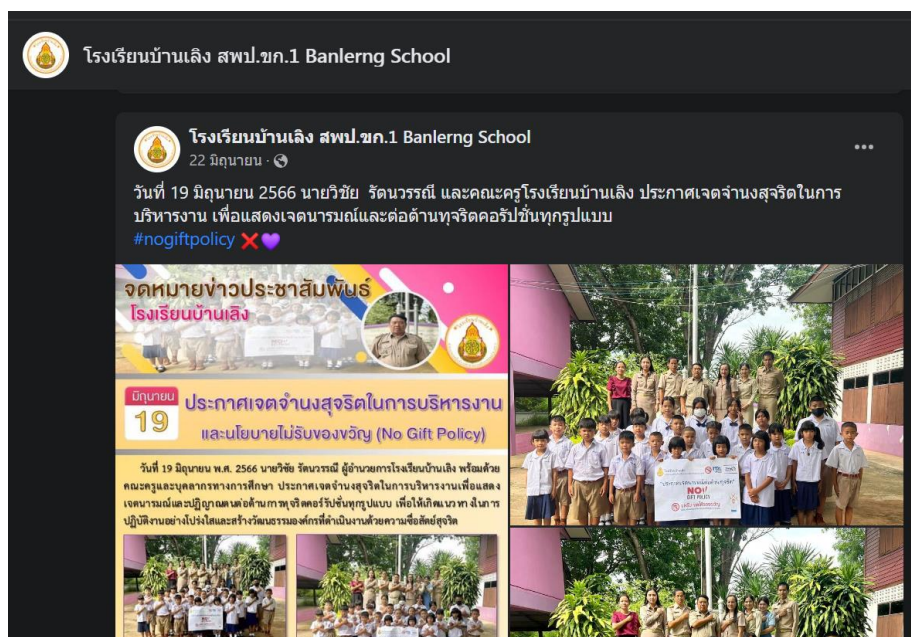 โรงเรียนบ้านเลิง สพป.ขก.1 Banlerng School
โรงเรียนบ้านเลิง สพป.ขก.1 Banlerng School
22 มิถุนายน ·
วันที่ 19 มิถุนายน 2566 นายวิชัย รัตนวรรณี และคณะครูโรงเรียนบ้านเลิง ประกาศเจตจำนงสุจริตในการ
บริหารงาน เพื่อแสดงเจตนารมณ์และต่อต้านทุจริตคอรัปชั่นทุกรูปแบบ
#nogiftpolicy ❌💜
จดหมายข่าวประชาสัมพันธ์
โรงเรียนบ้านเลิง
มิถุนายน
19
ประกาศเจตจำนงสุจริตในการบริหารงาน
และนโยบายไม่รับของขวัญ (No Gift Policy)
วันที่ 19 มิถุนายน พ.ศ. 2566 นายวิชัย รัตนวรรณี ผู้อำนวยการโรงเรียนบ้านเลิง พร้อมด้วย
คณะครูและบุคลากรทางการศึกษา ประกาศเจตจำนงสุจริตในการบริหารงานเพื่อแสดง
เจตนารมณ์และปฏิญาณตนต่อต้านการทุจริตคอร์รัปชั่นทุกรูปแบบ เพื่อให้เกิดแนวทางในการ
ปฏิบัติงานอย่างโปร่งใสและสร้างวัฒนธรรมองค์กรที่ดำเนินงานด้วยความซื่อสัตย์สุจริต
NO!
GIFT POLICY